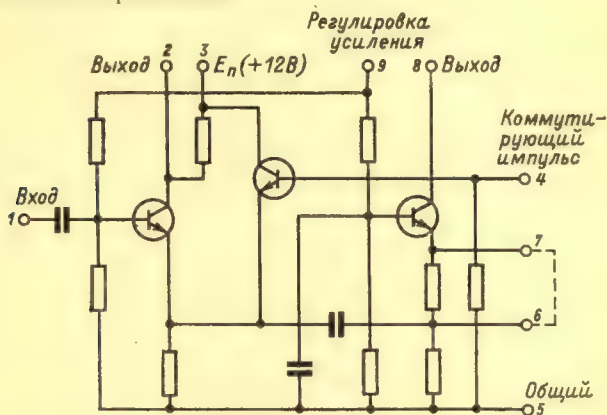 Регулировка
усиления
2
3
9
8
Выход
Eп(+12В)
Выход
Коммути-
рующий
импульс
4
Вход
1
7
6
Общий
5